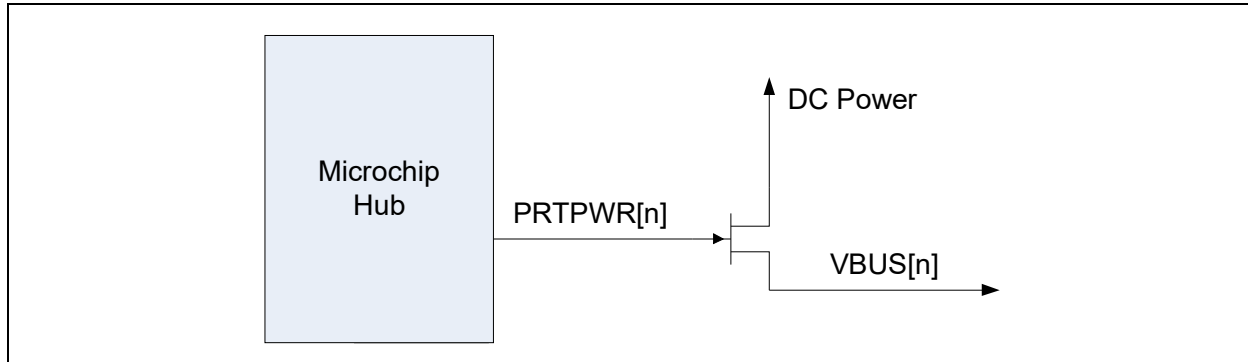 Microchip
Hub
PRTPWR[n]
DC Power
VBUS[n]